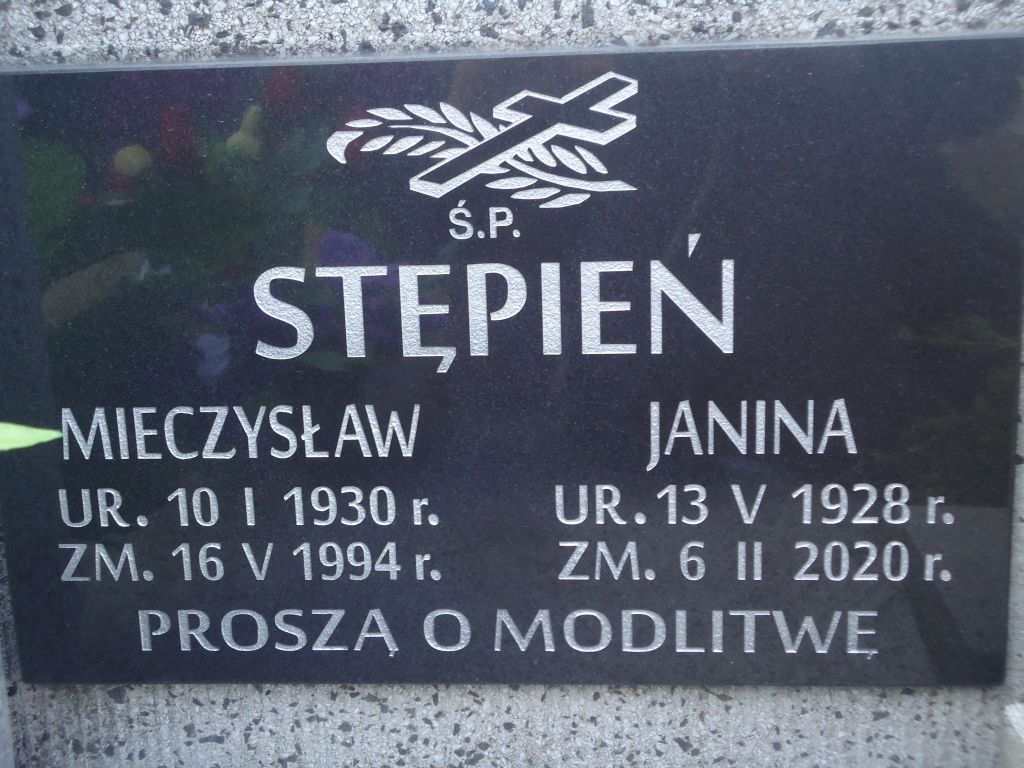 Ś.P.
STĘPIEŃ
MIECZYSŁAW JANINA
UR. 10 I 1930 r. UR. 13 V 1928 r.
ZM. 16 V 1994 r. ZM. 6 II 2020 r.
PROSZĄ O MODLITWĘ